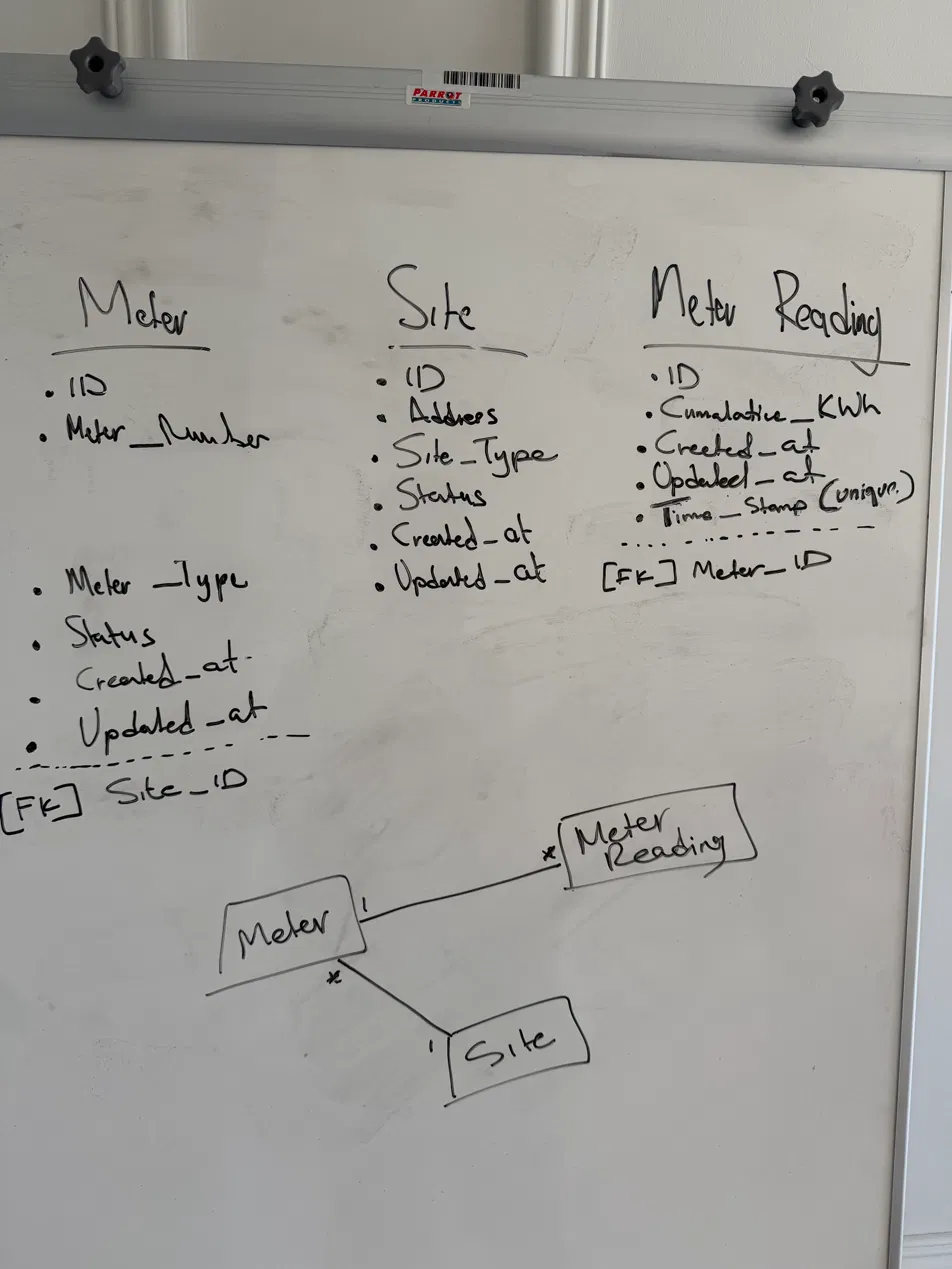 PARROT
PRODUCTS
Meter
• ID
• Meter_Number
• Meter_Type
• Status
• Created_at
• Updated_at
[FK] Site_ID
Site
• ID
• Address
• Site_Type
• Status
• Created_at
• Updated_at
Meter Reading
• ID
• Cumalative_KWh
• Created_at
• Updated_at
• Time_Stamp (unique.)
[FK] Meter_ID
Meter
Reading
*
1
Meter
*
1
Site